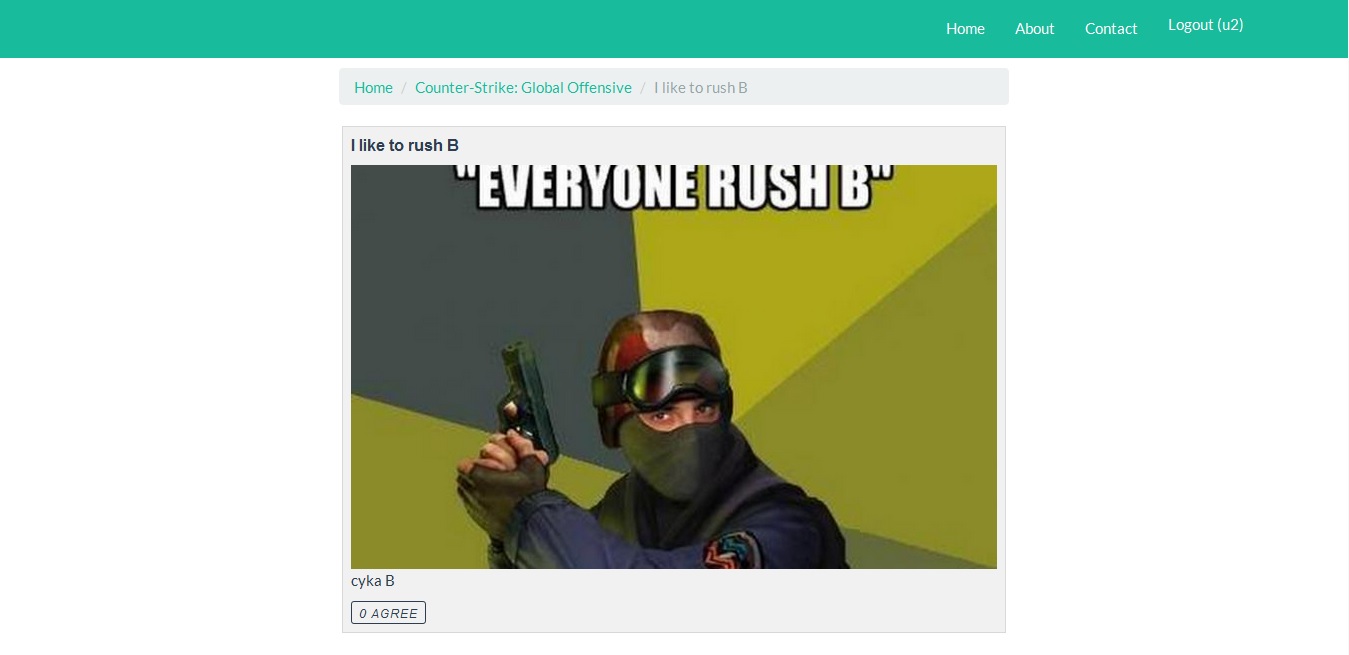 Home About Contact Logout (u2)
Home / Counter-Strike: Global Offensive / I like to rush B
I like to rush B
"EVERYONE RUSH B"
cyka B
0 AGREE